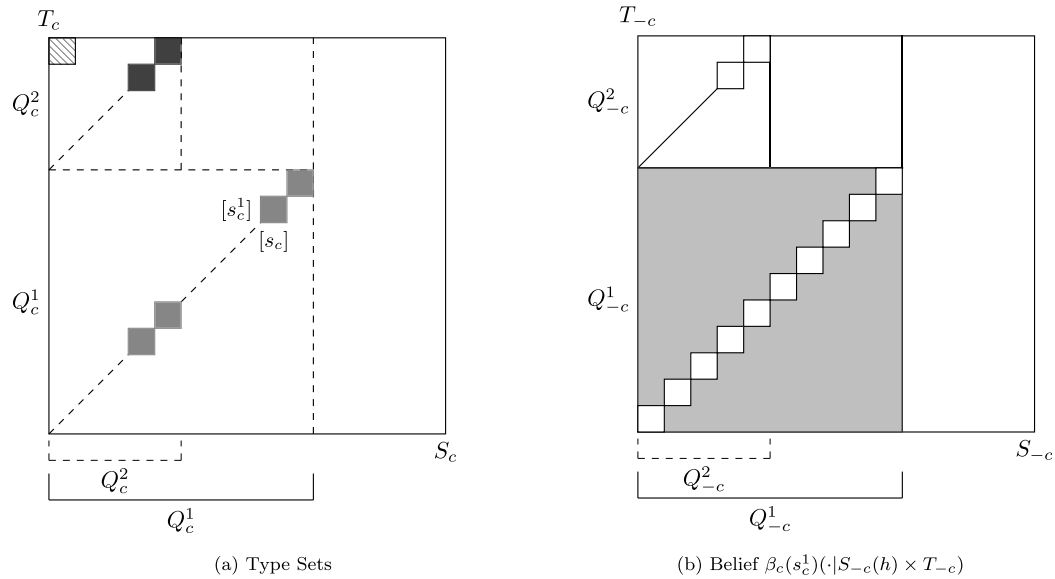 T_c
Q_c^2
[s_c^1]
[s_c]
Q_c^1
S_c
Q_c^2
Q_c^1
(a) Type Sets
T_{-c}
Q_{-c}^2
Q_{-c}^1
S_{-c}
Q_{-c}^2
Q_{-c}^1
(b) Belief β_c(s_c^1)(·|S_{-c}(h) × T_{-c})